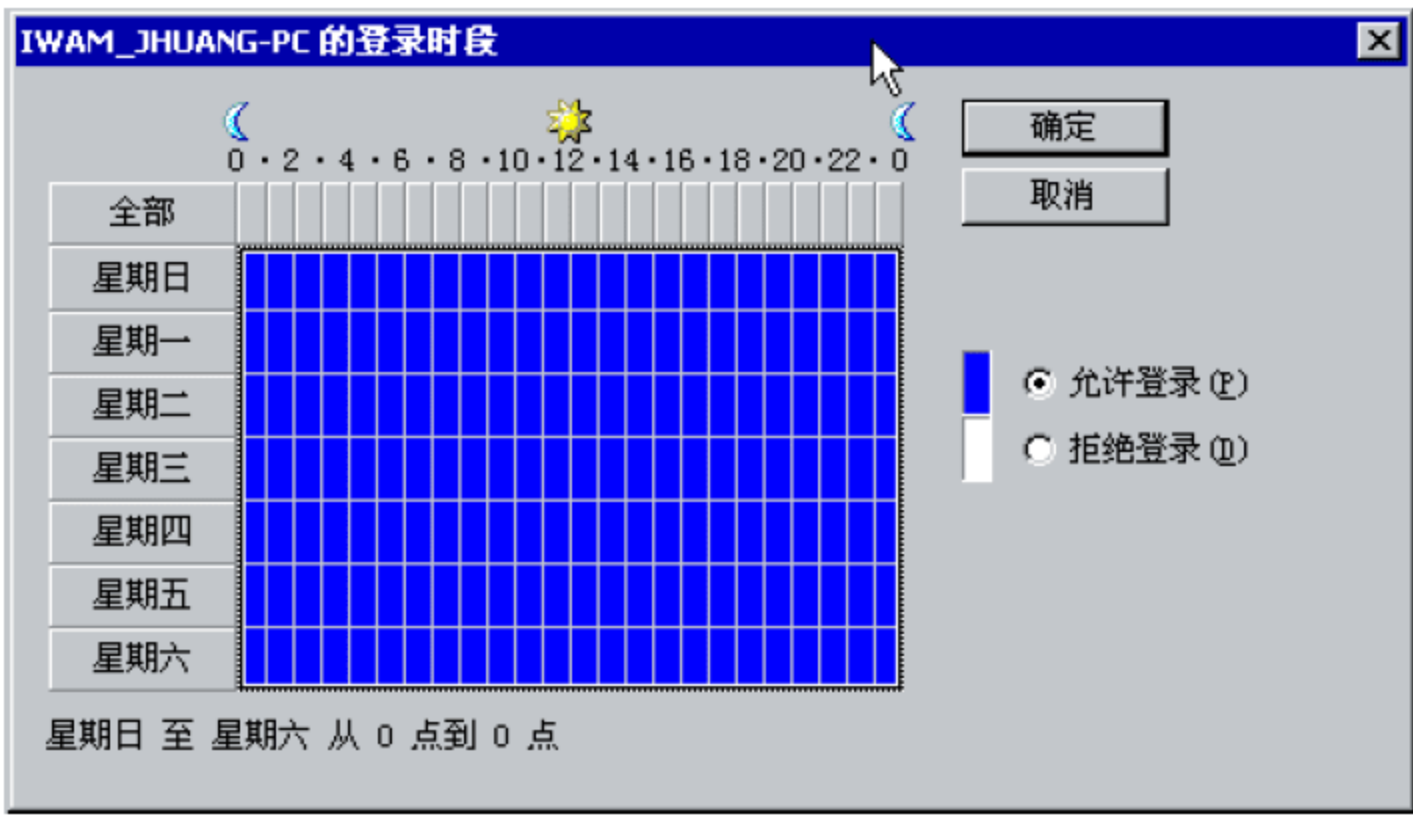 IWAM_JHUANG-PC 的登录时段
0 · 2 · 4 · 6 · 8 · 10 · 12 · 14 · 16 · 18 · 20 · 22 · 0
确定
取消
全部
星期日
星期一
星期二
星期三
星期四
星期五
星期六
允许登录(P)
拒绝登录(D)
星期日 至 星期六 从 0 点到 0 点